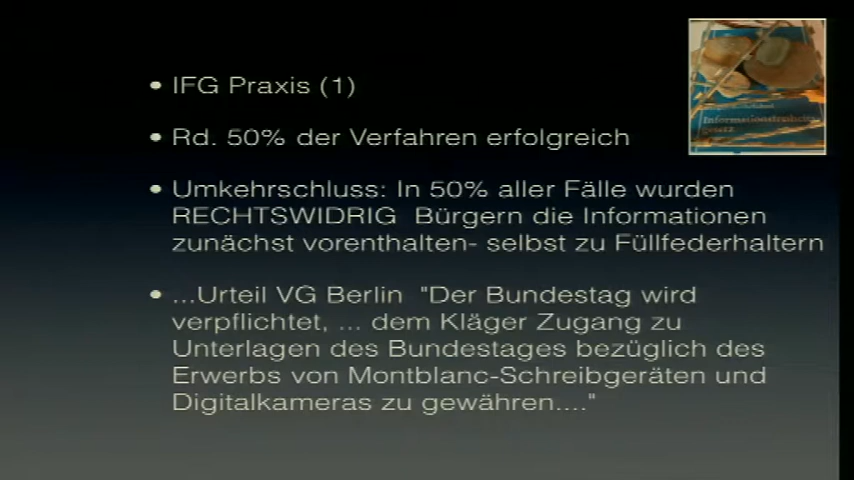 Informationsfreiheits
gesetz
• IFG Praxis (1)
• Rd. 50% der Verfahren erfolgreich
• Umkehrschluss: In 50% aller Fälle wurden
RECHTSWIDRIG Bürgern die Informationen
zunächst vorenthalten- selbst zu Füllfederhaltern
• ...Urteil VG Berlin "Der Bundestag wird
verpflichtet, ... dem Kläger Zugang zu
Unterlagen des Bundestages bezüglich des
Erwerbs von Montblanc-Schreibgeräten und
Digitalkameras zu gewähren...."